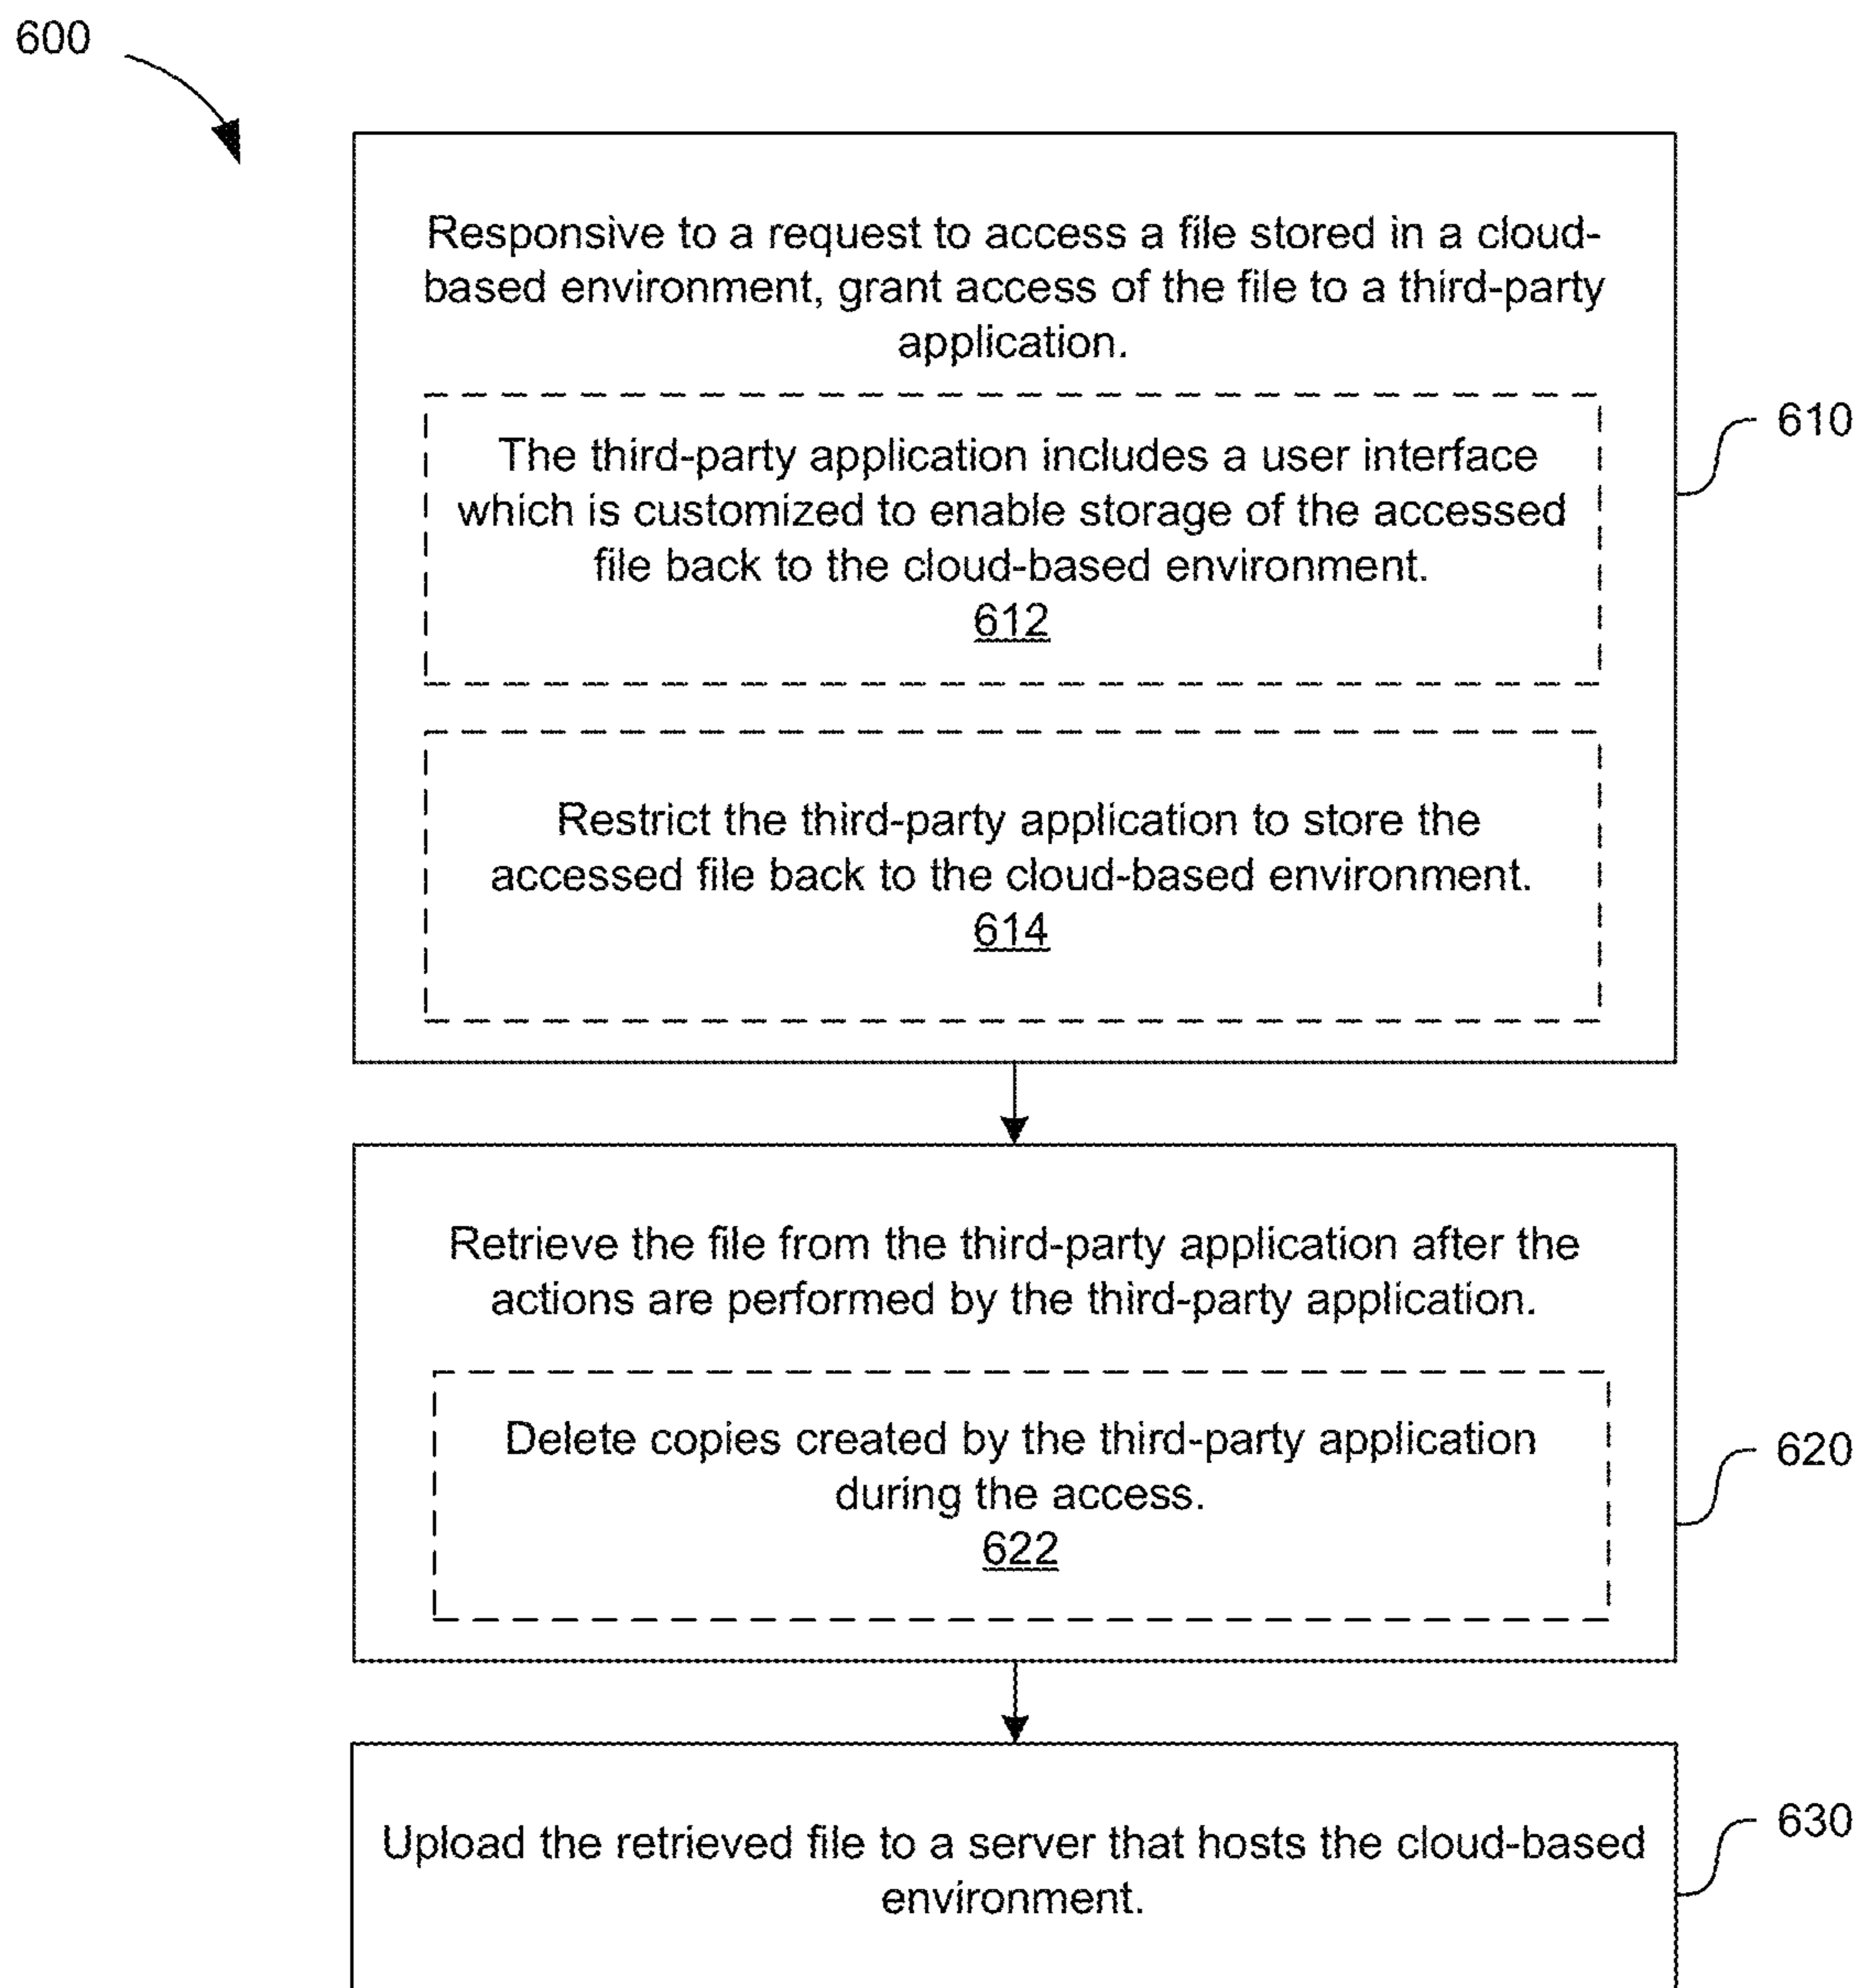 600
Responsive to a request to access a file stored in a cloud-
based environment, grant access of the file to a third-party
application.
The third-party application includes a user interface
which is customized to enable storage of the accessed
file back to the cloud-based environment.
612
610
Restrict the third-party application to store the
accessed file back to the cloud-based environment.
614
Retrieve the file from the third-party application after the
actions are performed by the third-party application.
Delete copies created by the third-party application
during the access.
622
620
Upload the retrieved file to a server that hosts the cloud-based
environment.
630